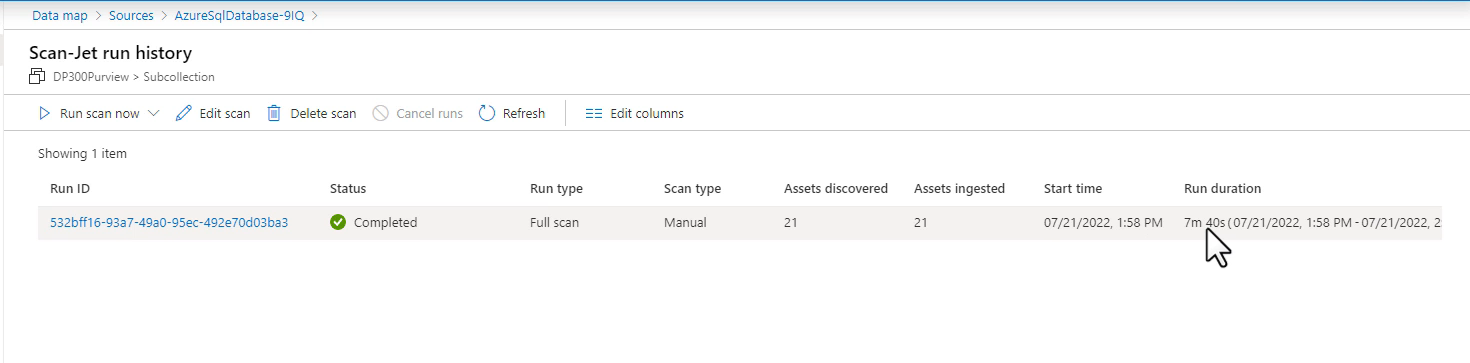 Data map > Sources > AzureSqlDatabase-9IQ >
Scan-Jet run history
DP300Purview > Subcollection
Run scan now Edit scan Delete scan Cancel runs Refresh Edit columns
Showing 1 item
Run ID Status Run type Scan type Assets discovered Assets ingested Start time Run duration
532bff16-93a7-49a0-95ec-492e70d03ba3 Completed Full scan Manual 21 21 07/21/2022, 1:58 PM 7m 40s (07/21/2022, 1:58 PM - 07/21/2022, 2